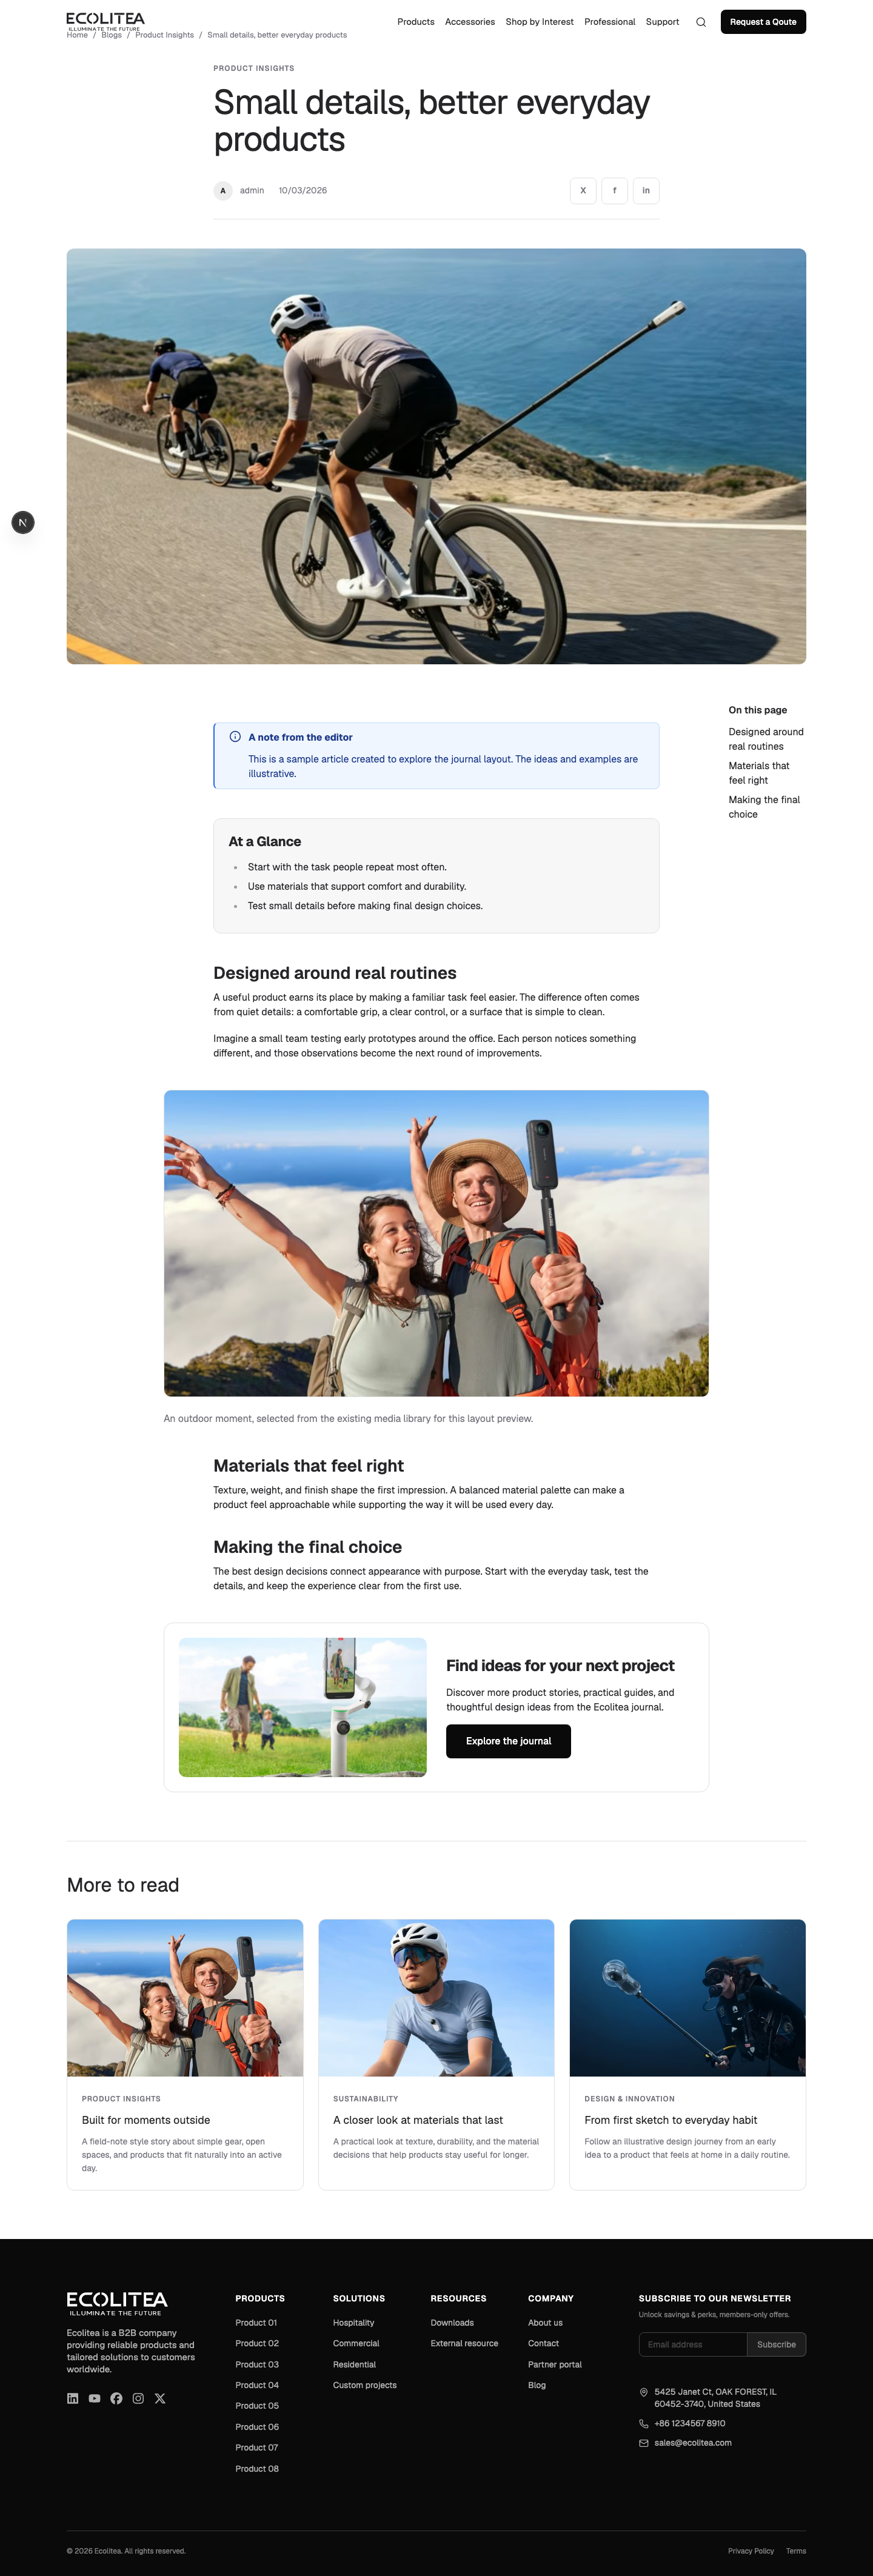 ECOLITEA
ILLUMINATE THE FUTURE
Products Accessories Shop by Interest Professional Support
Request a Qoute
Home / Blogs / Product Insights / Small details, better everyday products
PRODUCT INSIGHTS
Small details, better everyday
products
A admin 10/03/2026
X f in
N
On this page
Designed around
real routines
Materials that
feel right
Making the final
choice
A note from the editor
This is a sample article created to explore the journal layout. The ideas and examples are
illustrative.
At a Glance
Start with the task people repeat most often.
Use materials that support comfort and durability.
Test small details before making final design choices.
Designed around real routines
A useful product earns its place by making a familiar task feel easier. The difference often comes
from quiet details: a comfortable grip, a clear control, or a surface that is simple to clean.
Imagine a small team testing early prototypes around the office. Each person notices something
different, and those observations become the next round of improvements.
An outdoor moment, selected from the existing media library for this layout preview.
Materials that feel right
Texture, weight, and finish shape the first impression. A balanced material palette can make a
product feel approachable while supporting the way it will be used every day.
Making the final choice
The best design decisions connect appearance with purpose. Start with the everyday task, test the
details, and keep the experience clear from the first use.
Find ideas for your next project
Discover more product stories, practical guides, and
thoughtful design ideas from the Ecolitea journal.
Explore the journal
More to read
PRODUCT INSIGHTS
Built for moments outside
A field-note style story about simple gear, open
spaces, and products that fit naturally into an active
day.
SUSTAINABILITY
A closer look at materials that last
A practical look at texture, durability, and the material
decisions that help products stay useful for longer.
DESIGN & INNOVATION
From first sketch to everyday habit
Follow an illustrative design journey from an early
idea to a product that feels at home in a daily routine.
ECOLITEA
ILLUMINATE THE FUTURE
Ecolitea is a B2B company
providing reliable products and
tailored solutions to customers
worldwide.
PRODUCTS
Product 01
Product 02
Product 03
Product 04
Product 05
Product 06
Product 07
Product 08
SOLUTIONS
Hospitality
Commercial
Residential
Custom projects
RESOURCES
Downloads
External resource
COMPANY
About us
Contact
Partner portal
Blog
SUBSCRIBE TO OUR NEWSLETTER
Unlock savings & perks, members-only offers.
Email address Subscribe
5425 Janet Ct, OAK FOREST, IL
60452-3740, United States
+86 1234567 8910
sales@ecolitea.com
© 2026 Ecolitea. All rights reserved.
Privacy Policy Terms